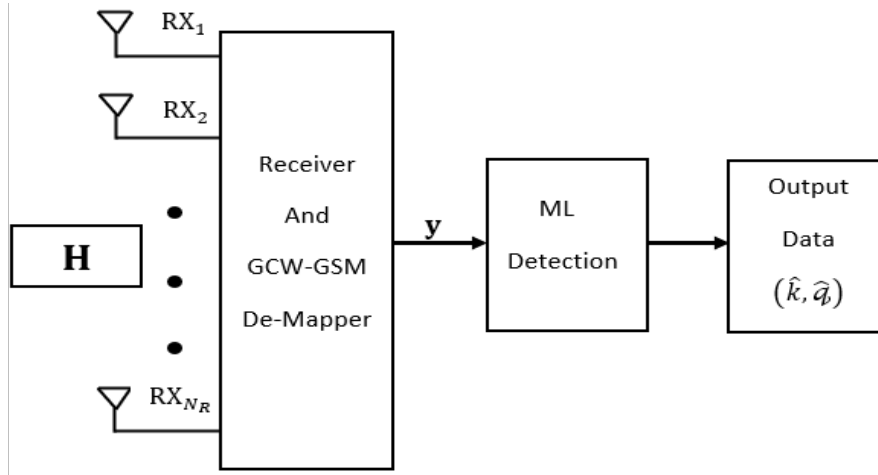 RX₁
RX₂
H
RX_{N_R}
Receiver
And
GCW-GSM
De-Mapper
y
ML
Detection
Output
Data
(k̂, q̂)